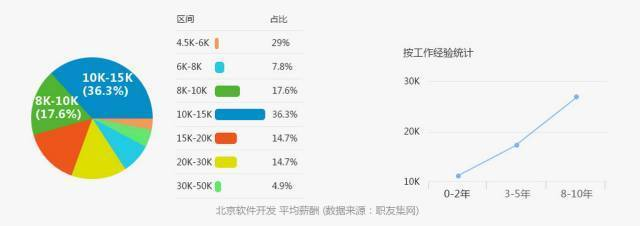 区间 占比
4.5K-6K 29%
6K-8K 7.8%
8K-10K 17.6%
10K-15K 36.3%
15K-20K 14.7%
20K-30K 14.7%
30K-50K 4.9%
10K-15K
(36.3%)
8K-10K
(17.6%)
按工作经验统计
30K
20K
10K
0-2年 3-5年 8-10年
北京软件开发 平均薪酬 (数据来源：职友集网)